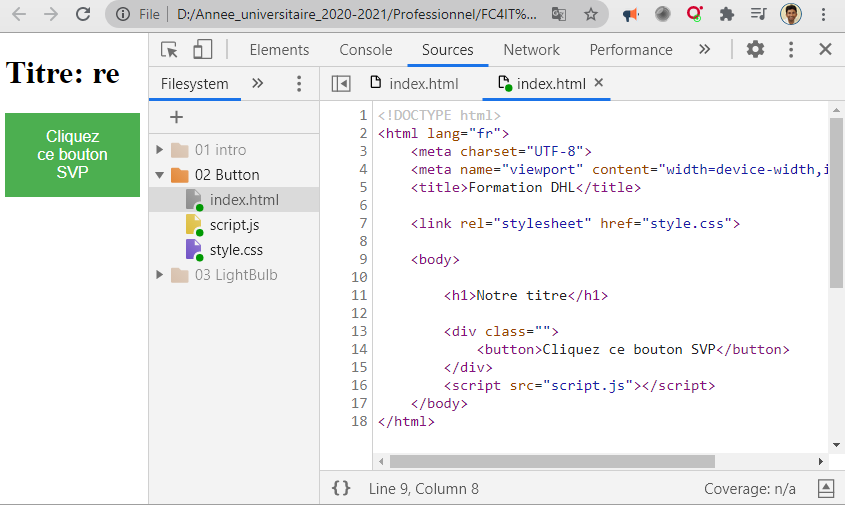 File | D:/Annee_universitaire_2020-2021/Professionnel/FC4IT%...
Titre: re
Cliquez
ce bouton
SVP
Elements Console Sources Network Performance »
Filesystem »
index.html index.html ×
+
01 intro
02 Button
index.html
script.js
style.css
03 LightBulb
1 <!DOCTYPE html>
2 <html lang="fr">
3 <meta charset="UTF-8">
4 <meta name="viewport" content="width=device-width,i
5 <title>Formation DHL</title>
6
7 <link rel="stylesheet" href="style.css">
8
9 <body>
10
11 <h1>Notre titre</h1>
12
13 <div class="">
14 <button>Cliquez ce bouton SVP</button>
15 </div>
16 <script src="script.js"></script>
17 </body>
18 </html>
{} Line 9, Column 8 Coverage: n/a